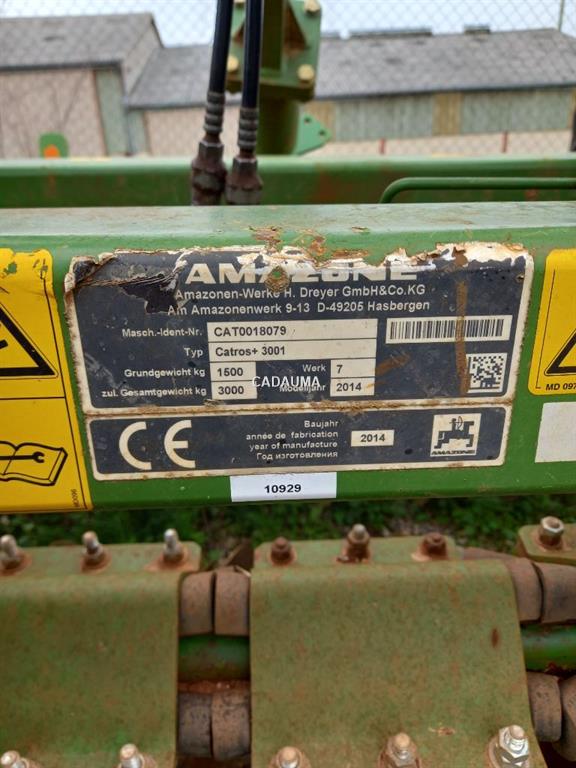 AMAZONE
Amazonen-Werke H. Dreyer GmbH&Co.KG
Am Amazonenwerk 9-13 D-49205 Hasbergen
Masch.-Ident-Nr. CAT0018079
Typ Catros+ 3001
Grundgewicht kg 1500 Werk 7
zul. Gesamtgewicht kg 3000 Modelljahr 2014
CADAUMA
CE
Baujahr
année de fabrication
year of manufacture
Год изготовления
2014
AMAZONE
10929
MD 097
MD096